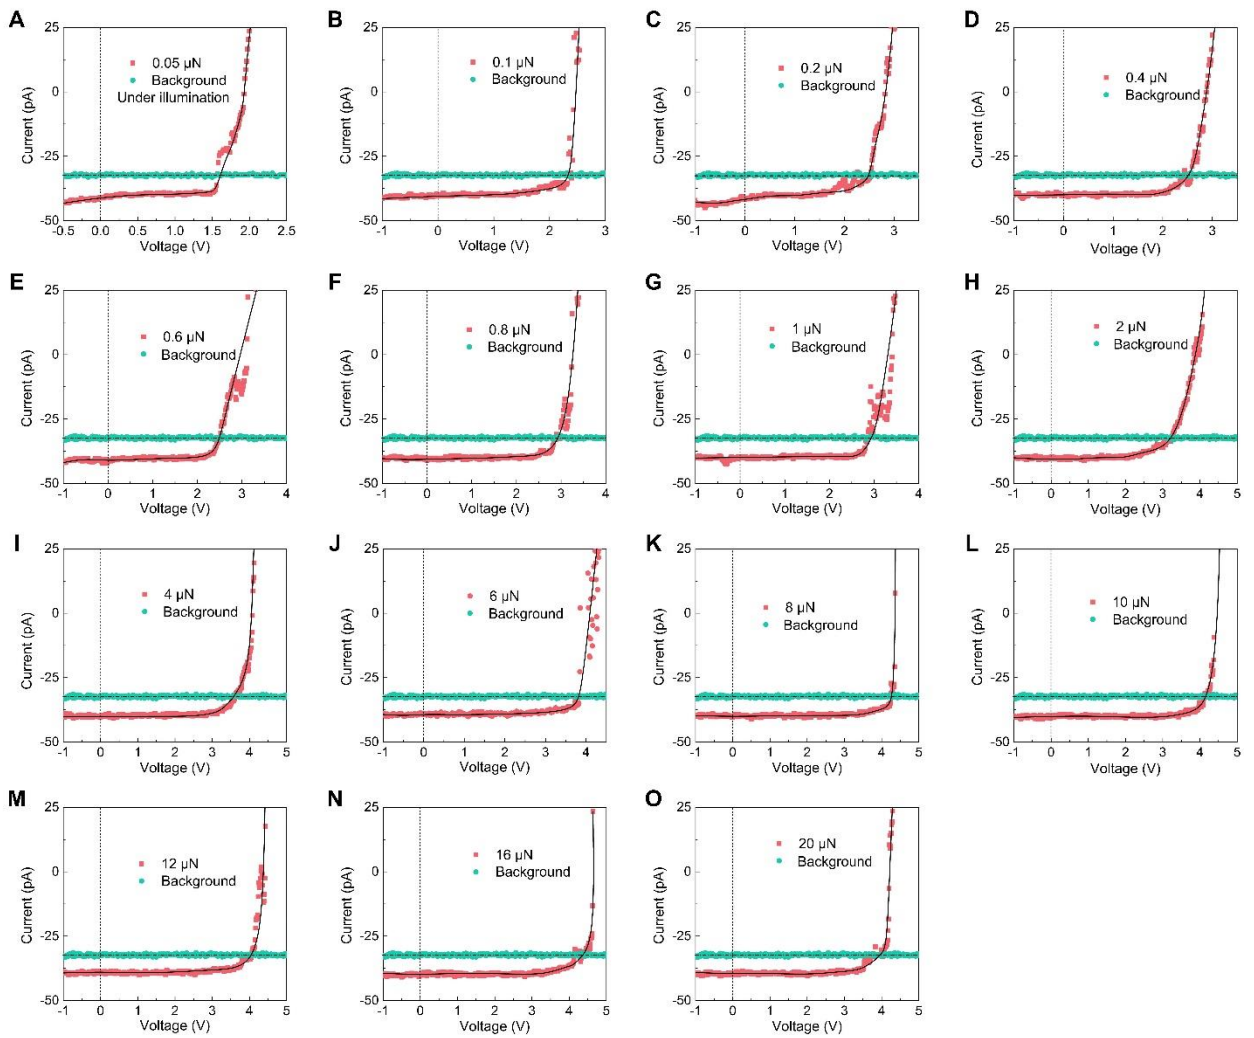 A
Current (pA)
25
0
-25
-50
0.05 μN
Background
Under illumination
-0.5 0.0 0.5 1.0 1.5 2.0 2.5
Voltage (V)
B
Current (pA)
25
0
-25
-50
0.1 μN
Background
-1 0 1 2 3
Voltage (V)
C
Current (pA)
25
0
-25
-50
0.2 μN
Background
-1 0 1 2 3
Voltage (V)
D
Current (pA)
25
0
-25
-50
0.4 μN
Background
-1 0 1 2 3
Voltage (V)
E
Current (pA)
25
0
-25
-50
0.6 μN
Background
-1 0 1 2 3 4
Voltage (V)
F
Current (pA)
25
0
-25
-50
0.8 μN
Background
-1 0 1 2 3 4
Voltage (V)
G
Current (pA)
25
0
-25
-50
1 μN
Background
-1 0 1 2 3 4
Voltage (V)
H
Current (pA)
25
0
-25
-50
2 μN
Background
-1 0 1 2 3 4 5
Voltage (V)
I
Current (pA)
25
0
-25
-50
4 μN
Background
-1 0 1 2 3 4 5
Voltage (V)
J
Current (pA)
25
0
-25
-50
6 μN
Background
-1 0 1 2 3 4
Voltage (V)
K
Current (pA)
25
0
-25
-50
8 μN
Background
-1 0 1 2 3 4 5
Voltage (V)
L
Current (pA)
25
0
-25
-50
10 μN
Background
-1 0 1 2 3 4 5
Voltage (V)
M
Current (pA)
25
0
-25
-50
12 μN
Background
-1 0 1 2 3 4 5
Voltage (V)
N
Current (pA)
25
0
-25
-50
16 μN
Background
-1 0 1 2 3 4 5
Voltage (V)
O
Current (pA)
25
0
-25
-50
20 μN
Background
-1 0 1 2 3 4 5
Voltage (V)